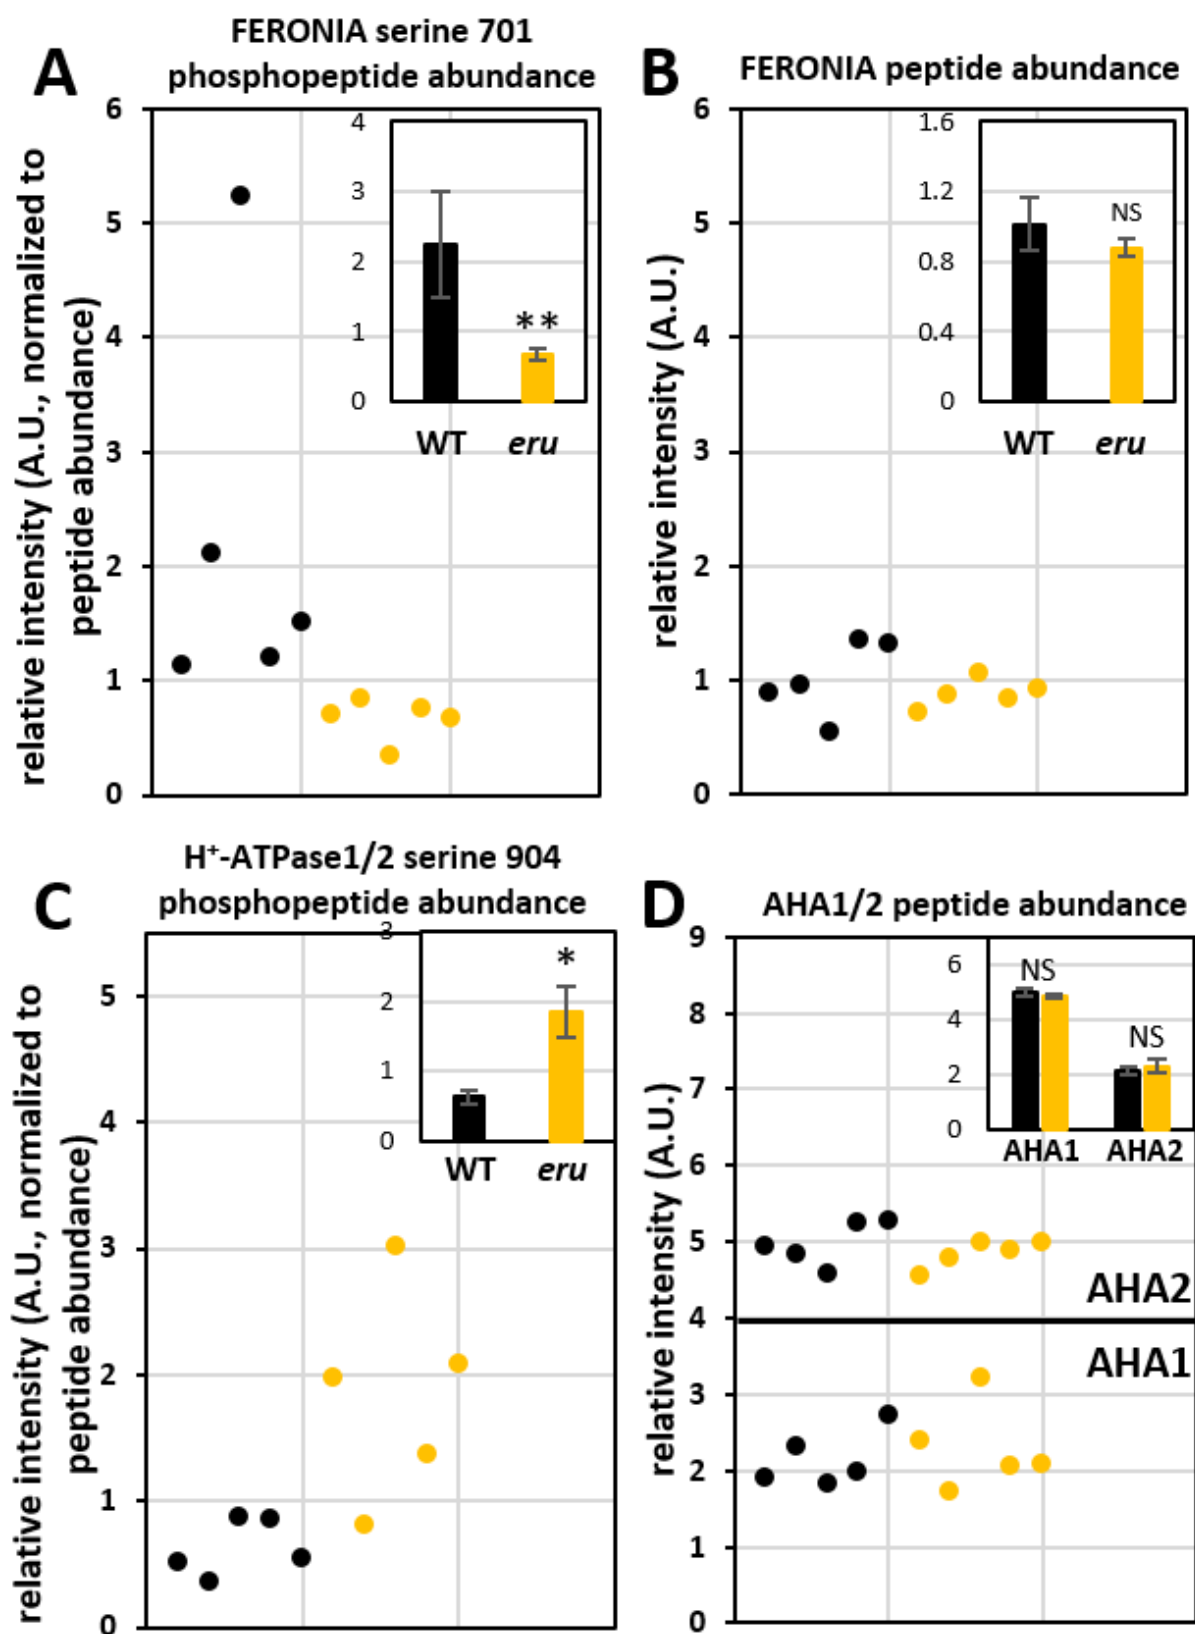 A
FERONIA serine 701
phosphopeptide abundance
relative intensity (A.U., normalized to
peptide abundance)
6
5
4
3
2
1
0
4
3
2
1
0
**
WT eru
B
FERONIA peptide abundance
relative intensity (A.U.)
6
5
4
3
2
1
0
1.6
1.2
0.8
0.4
0
NS
WT eru
C
H⁺-ATPase1/2 serine 904
phosphopeptide abundance
relative intensity (A.U., normalized to
peptide abundance)
5
4
3
2
1
0
3
2
1
0
*
WT eru
D
AHA1/2 peptide abundance
relative intensity (A.U.)
9
8
7
6
5
4
3
2
1
0
6
4
2
0
NS
NS
AHA1 AHA2
AHA2
AHA1